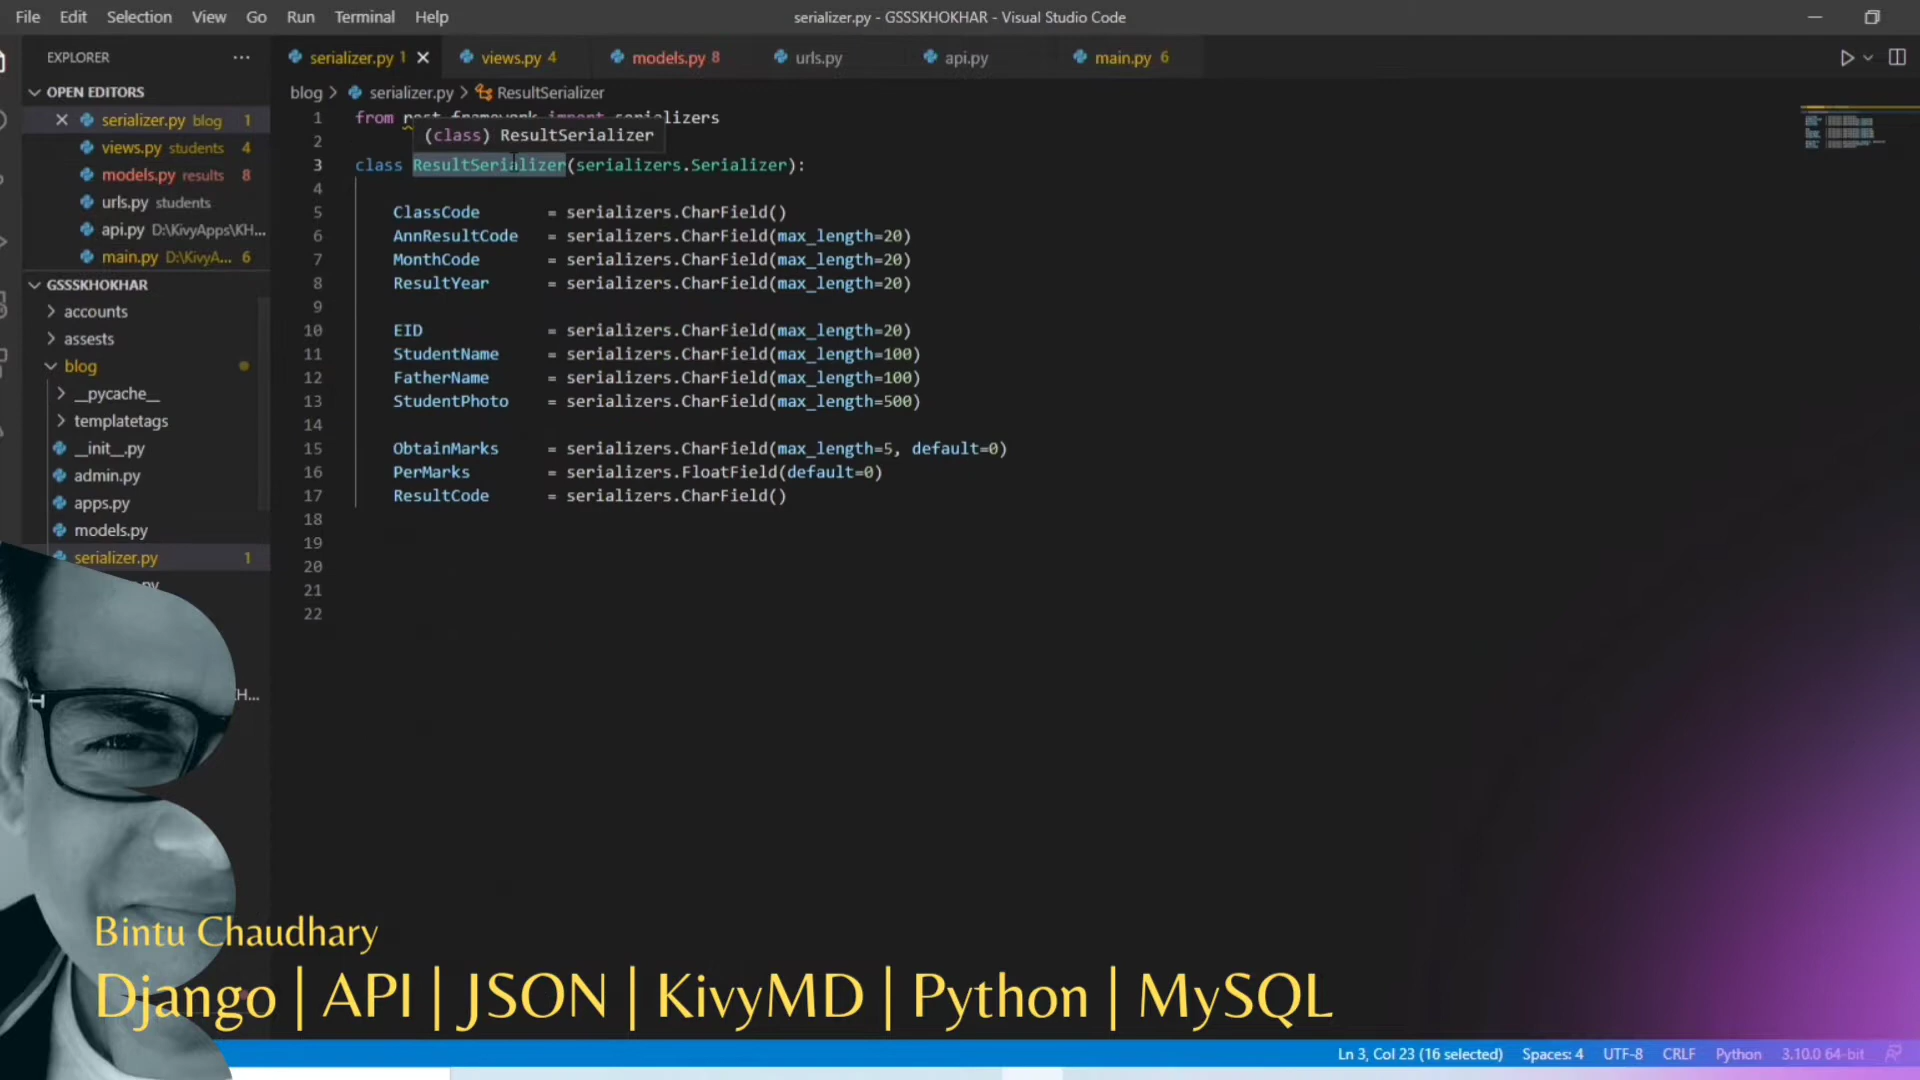 File Edit Selection View Go Run Terminal Help
serializer.py - GSSSKHOKHAR - Visual Studio Code
EXPLORER ...
serializer.py 1
views.py 4
models.py 8
urls.py
api.py
main.py 6
OPEN EDITORS
serializer.py blog 1
views.py students 4
models.py results 8
urls.py students
api.py D:\KivyApps\KH...
main.py D:\KivyA... 6
GSSSKHOKHAR
accounts
assests
blog
__pycache__
templatetags
__init__.py
admin.py
apps.py
models.py
serializer.py 1
H...
blog > serializer.py > ResultSerializer
1 from import serializers
(class) ResultSerializer
2
3 class ResultSerializer(serializers.Serializer):
4
5 ClassCode = serializers.CharField()
6 AnnResultCode = serializers.CharField(max_length=20)
7 MonthCode = serializers.CharField(max_length=20)
8 ResultYear = serializers.CharField(max_length=20)
9
10 EID = serializers.CharField(max_length=20)
11 StudentName = serializers.CharField(max_length=100)
12 FatherName = serializers.CharField(max_length=100)
13 StudentPhoto = serializers.CharField(max_length=500)
14
15 ObtainMarks = serializers.CharField(max_length=5, default=0)
16 PerMarks = serializers.FloatField(default=0)
17 ResultCode = serializers.CharField()
18
19
20
21
22
Bintu Chaudhary
Django | API | JSON | KivyMD | Python | MySQL
Ln 3, Col 23 (16 selected) Spaces: 4 UTF-8 CRLF Python 3.10.0 64-bit